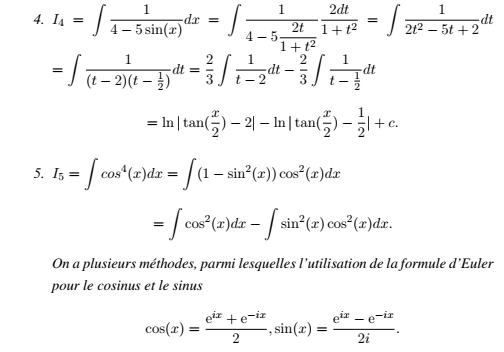 4. I₄ = ∫ 1/(4 − 5 sin(x)) dx = ∫ 1/(4 − 5 2t/(1 + t²)) 2dt/(1 + t²) = ∫ 1/(2t² − 5t + 2) dt
= ∫ 1/((t − 2)(t − 1/2)) dt = 2/3 ∫ 1/(t − 2) dt − 2/3 ∫ 1/(t − 1/2) dt
= ln | tan(x/2) − 2| − ln | tan(x/2) − 1/2| + c.
5. I₅ = ∫ cos⁴(x)dx = ∫ (1 − sin²(x)) cos²(x)dx
= ∫ cos²(x)dx − ∫ sin²(x) cos²(x)dx.
On a plusieurs méthodes, parmi lesquelles l'utilisation de la formule d'Euler
pour le cosinus et le sinus
cos(x) = (e^{ix} + e^{−ix})/2, sin(x) = (e^{ix} − e^{−ix})/2i.